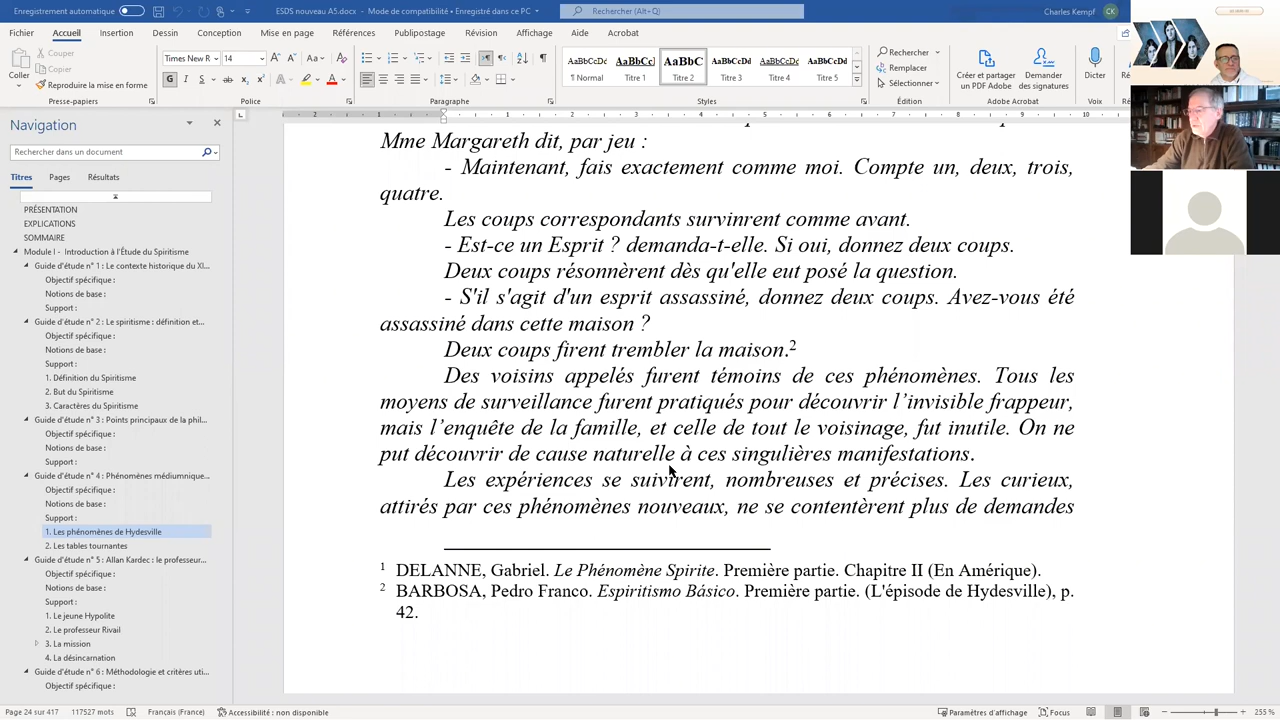 Enregistrement automatique
ESDS nouveau A5.docx - Mode de compatibilité • Enregistré dans ce PC
Rechercher (Alt+Q)
Charles Kempf
CK
Fichier Accueil Insertion Dessin Conception Mise en page Références Publipostage Révision Affichage Aide Acrobat
Coller
Couper
Copier
Reproduire la mise en forme
Times New R 14
AaBbCcDc AaBbCc AaBbC AaBbCcDd AaBbCcDc AaBbCcDd
¶ Normal Titre 1 Titre 2 Titre 3 Titre 4 Titre 5
Rechercher
Remplacer
Sélectionner
Créer et partager un PDF Adobe
Demander des signatures
Dicter
Presse-papiers Police Paragraphe Styles Édition Adobe Acrobat Voix
Navigation
Rechercher dans un document
Titres Pages Résultats
PRÉSENTATION
EXPLICATIONS
SOMMAIRE
Module I - Introduction à l'Étude du Spiritisme
Guide d'étude n° 1 : Le contexte historique du XI...
Objectif spécifique :
Notions de base :
Support :
Guide d'étude n° 2 : Le spiritisme : définition et...
Objectif spécifique :
Notions de base :
Support :
1. Définition du Spiritisme
2. But du Spiritisme
3. Caractères du Spiritisme
Guide d'étude n° 3 : Points principaux de la phil...
Objectif spécifique :
Notions de base :
Support :
Guide d'étude n° 4 : Phénomènes médiumnique...
Objectif spécifique :
Notions de base :
Support :
1. Les phénomènes de Hydesville
2. Les tables tournantes
Guide d'étude n° 5 : Allan Kardec : le professeur...
Objectif spécifique :
Notions de base :
Support :
1. Le jeune Hypolite
2. Le professeur Rivail
3. La mission
4. La désincarnation
Guide d'étude n° 6 : Méthodologie et critères uti...
Objectif spécifique :
Mme Margareth dit, par jeu :
- Maintenant, fais exactement comme moi. Compte un, deux, trois,
quatre.
Les coups correspondants survinrent comme avant.
- Est-ce un Esprit ? demanda-t-elle. Si oui, donnez deux coups.
Deux coups résonnèrent dès qu'elle eut posé la question.
- S'il s'agit d'un esprit assassiné, donnez deux coups. Avez-vous été
assassiné dans cette maison ?
Deux coups firent trembler la maison.2
Des voisins appelés furent témoins de ces phénomènes. Tous les
moyens de surveillance furent pratiqués pour découvrir l’invisible frappeur,
mais l’enquête de la famille, et celle de tout le voisinage, fut inutile. On ne
put découvrir de cause naturelle à ces singulières manifestations.
Les expériences se suivirent, nombreuses et précises. Les curieux,
attirés par ces phénomènes nouveaux, ne se contentèrent plus de demandes
1 DELANNE, Gabriel. Le Phénomène Spirite. Première partie. Chapitre II (En Amérique).
2 BARBOSA, Pedro Franco. Espiritismo Básico. Première partie. (L'épisode de Hydesville), p.
42.
Page 24 sur 417 117527 mots Français (France) Accessibilité : non disponible Paramètres d'affichage Focus 255 %